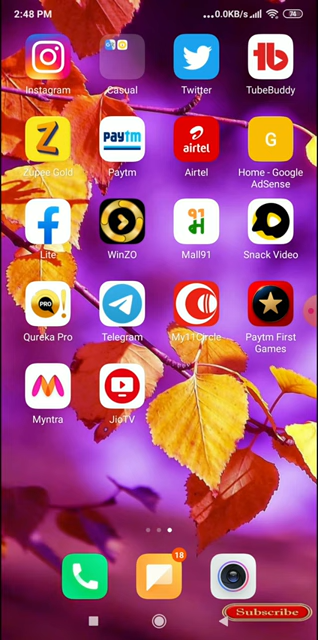 2:48 PM
...0.0KB/s
74
Instagram
Casual
Twitter
TubeBuddy
Z
paytm
airtel
G
Zupee Gold
Paytm
Airtel
Home - Google
AdSense
Lite
WinZO
Mall91
Snack Video
PRO
Qureka Pro
Telegram
My11Circle
Paytm First
Games
Myntra
JioTV
18
Subscribe